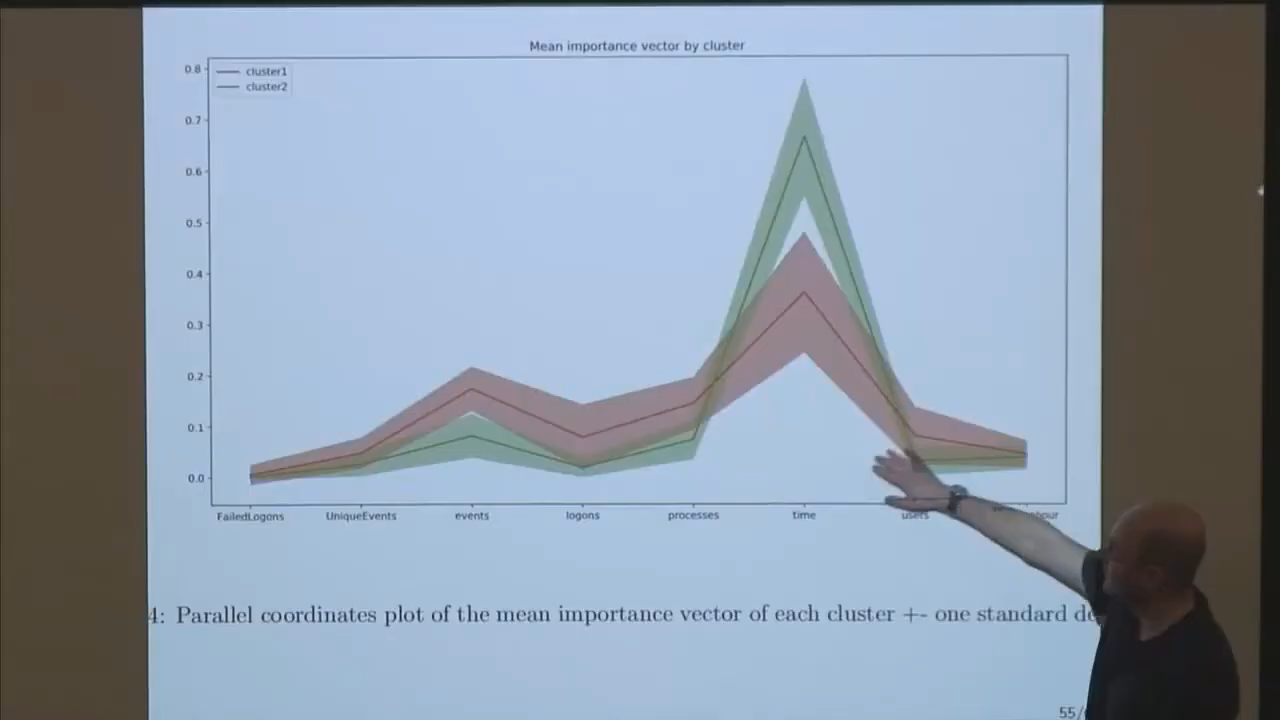 Mean importance vector by cluster
cluster1
cluster2
0.8
0.7
0.6
0.5
0.4
0.3
0.2
0.1
0.0
FailedLogons UniqueEvents events logons processes time users
4: Parallel coordinates plot of the mean importance vector of each cluster +- one standard
55/